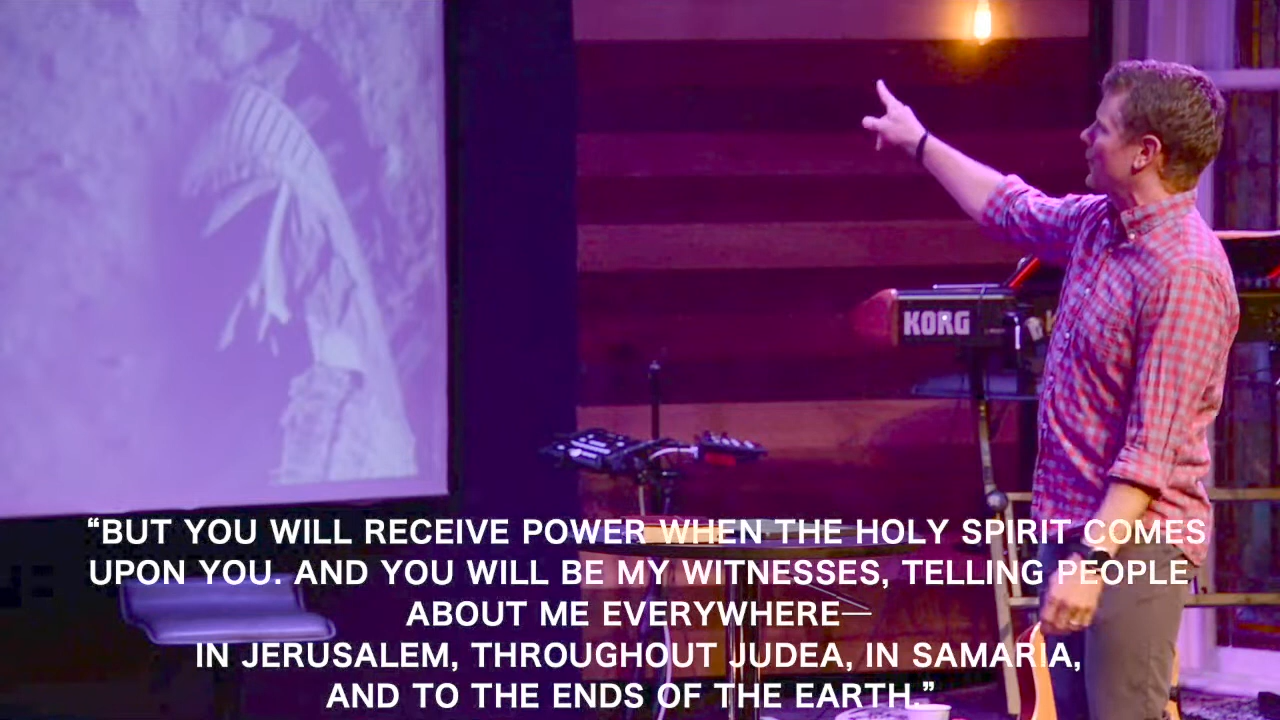 KORG
“BUT YOU WILL RECEIVE POWER WHEN THE HOLY SPIRIT COMES
UPON YOU. AND YOU WILL BE MY WITNESSES, TELLING PEOPLE
ABOUT ME EVERYWHERE—
IN JERUSALEM, THROUGHOUT JUDEA, IN SAMARIA,
AND TO THE ENDS OF THE EARTH.”